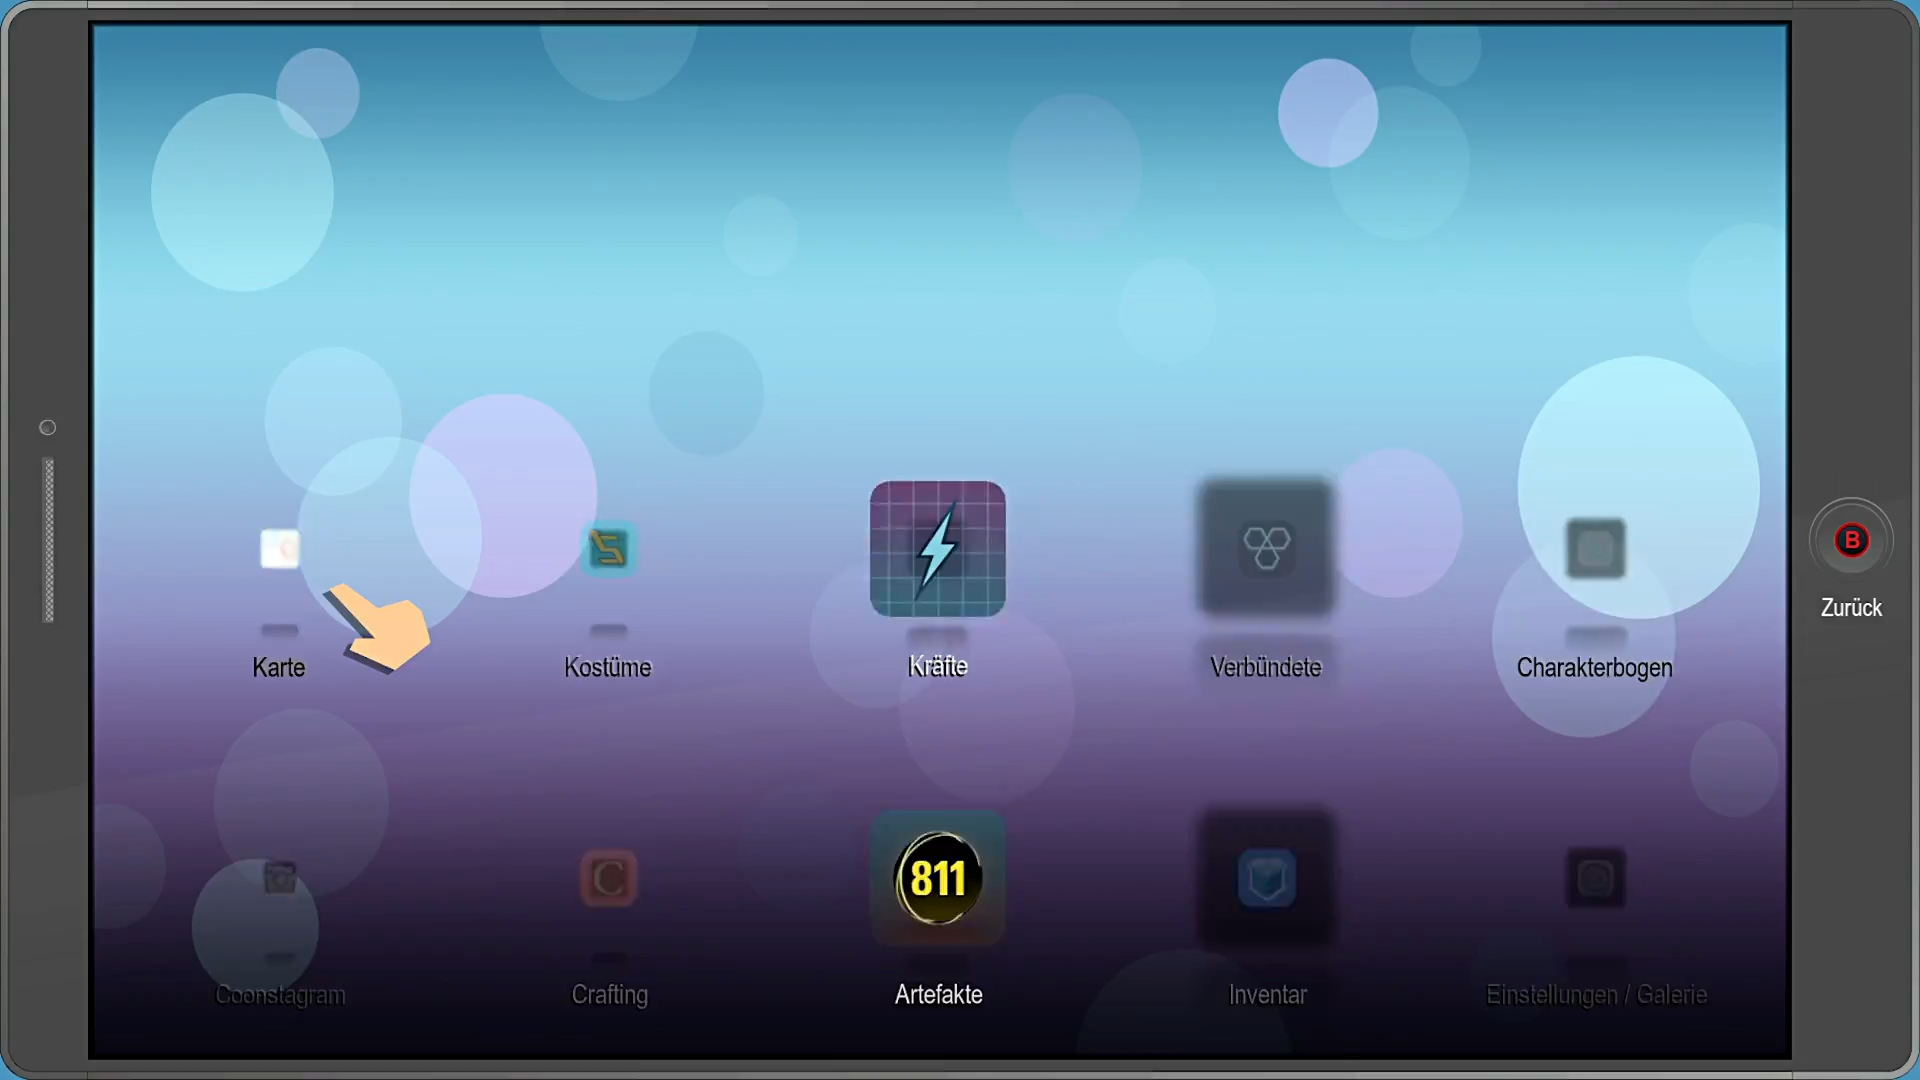 Karte
Kostüme
Kräfte
Verbündete
Charakterbogen
B
Zurück
C
811
Coonstagram
Crafting
Artefakte
Inventar
Einstellungen / Galerie